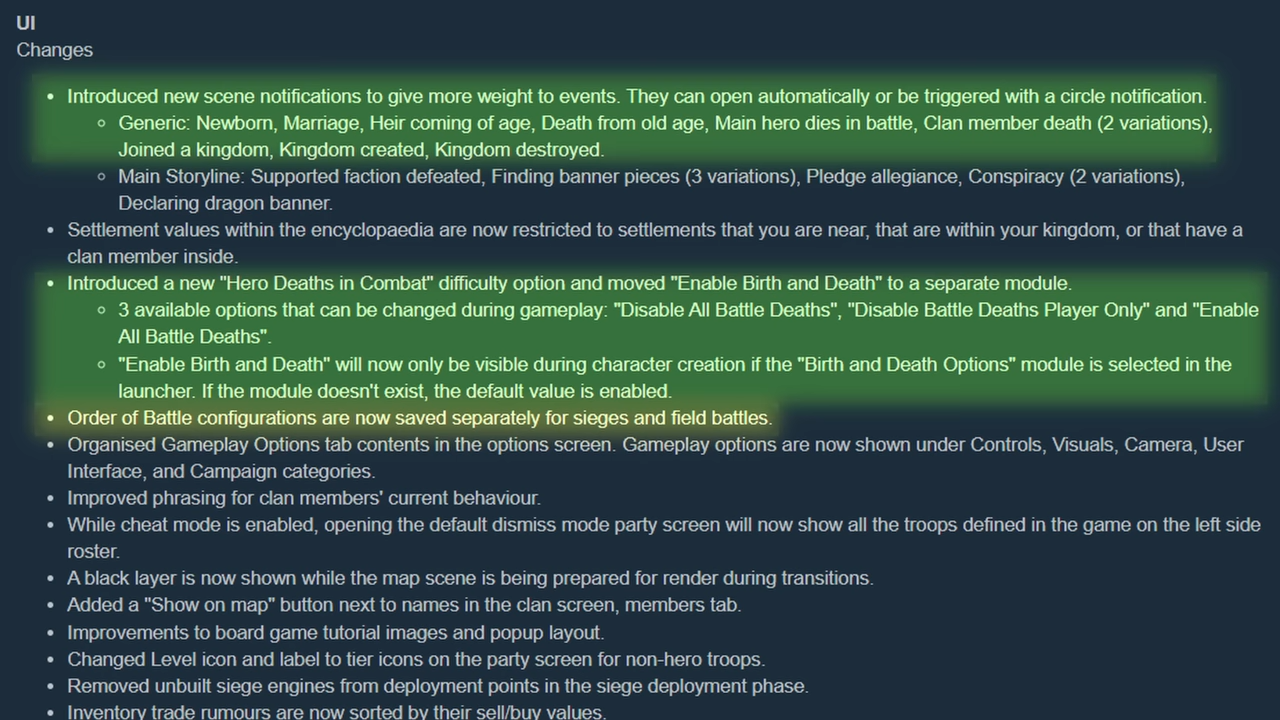 UI
Changes
• Introduced new scene notifications to give more weight to events. They can open automatically or be triggered with a circle notification.
◦ Generic: Newborn, Marriage, Heir coming of age, Death from old age, Main hero dies in battle, Clan member death (2 variations),
Joined a kingdom, Kingdom created, Kingdom destroyed.
◦ Main Storyline: Supported faction defeated, Finding banner pieces (3 variations), Pledge allegiance, Conspiracy (2 variations),
Declaring dragon banner.
• Settlement values within the encyclopaedia are now restricted to settlements that you are near, that are within your kingdom, or that have a
clan member inside.
• Introduced a new "Hero Deaths in Combat" difficulty option and moved "Enable Birth and Death" to a separate module.
◦ 3 available options that can be changed during gameplay: "Disable All Battle Deaths", "Disable Battle Deaths Player Only" and "Enable
All Battle Deaths".
◦ "Enable Birth and Death" will now only be visible during character creation if the "Birth and Death Options" module is selected in the
launcher. If the module doesn't exist, the default value is enabled.
• Order of Battle configurations are now saved separately for sieges and field battles.
• Organised Gameplay Options tab contents in the options screen. Gameplay options are now shown under Controls, Visuals, Camera, User
Interface, and Campaign categories.
• Improved phrasing for clan members' current behaviour.
• While cheat mode is enabled, opening the default dismiss mode party screen will now show all the troops defined in the game on the left side
roster.
• A black layer is now shown while the map scene is being prepared for render during transitions.
• Added a "Show on map" button next to names in the clan screen, members tab.
• Improvements to board game tutorial images and popup layout.
• Changed Level icon and label to tier icons on the party screen for non-hero troops.
• Removed unbuilt siege engines from deployment points in the siege deployment phase.
• Inventory trade rumours are now sorted by their sell/buy values.